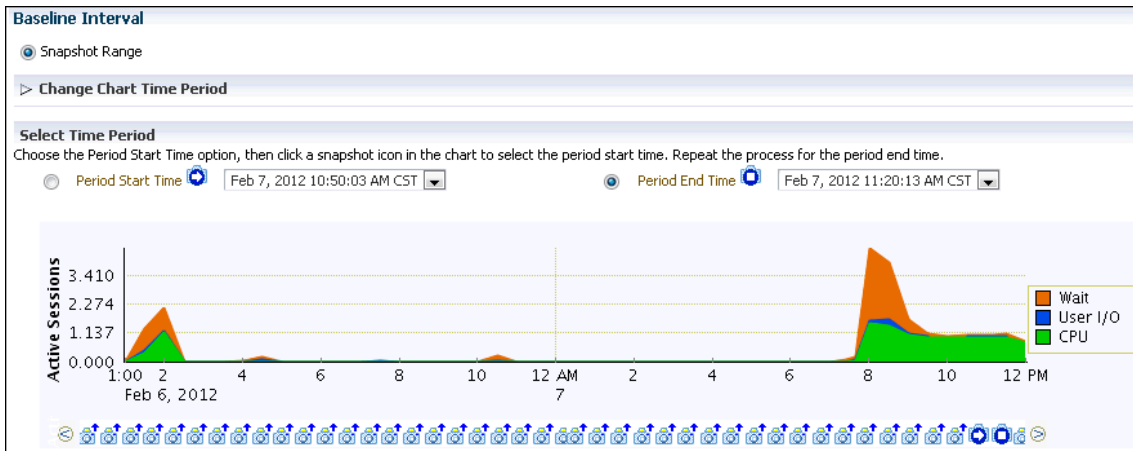 Baseline Interval
Snapshot Range
Change Chart Time Period
Select Time Period
Choose the Period Start Time option, then click a snapshot icon in the chart to select the period start time. Repeat the process for the period end time.
Period Start Time Feb 7, 2012 10:50:03 AM CST Period End Time Feb 7, 2012 11:20:13 AM CST
Active Sessions
3.410
2.274
1.137
0.000
Wait
User I/O
CPU
1:00 2 4 6 8 10 12 AM 2 4 6 8 10 12 PM
Feb 6, 2012 7